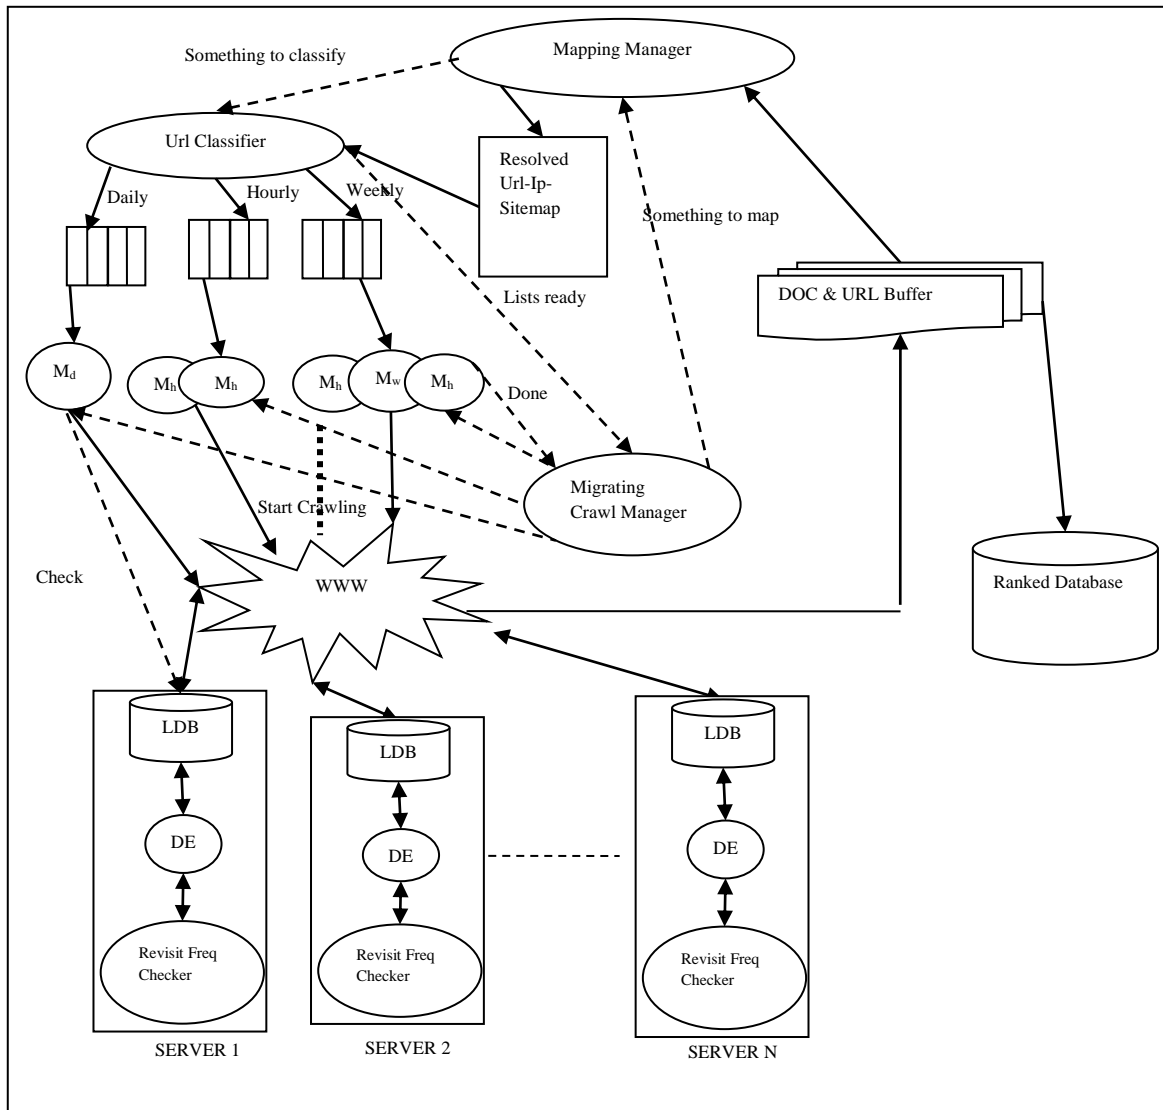 Mapping Manager
Something to classify
Url Classifier
Resolved
Url-Ip-
Sitemap
Daily
Hourly
Weekly
Something to map
Lists ready
DOC & URL Buffer
Md
Mh
Mh
Mh
Mw
Mh
Done
Migrating
Crawl Manager
Start Crawling
WWW
Check
Ranked Database
LDB
DE
Revisit Freq
Checker
SERVER 1
LDB
DE
Revisit Freq
Checker
SERVER 2
LDB
DE
Revisit Freq
Checker
SERVER N